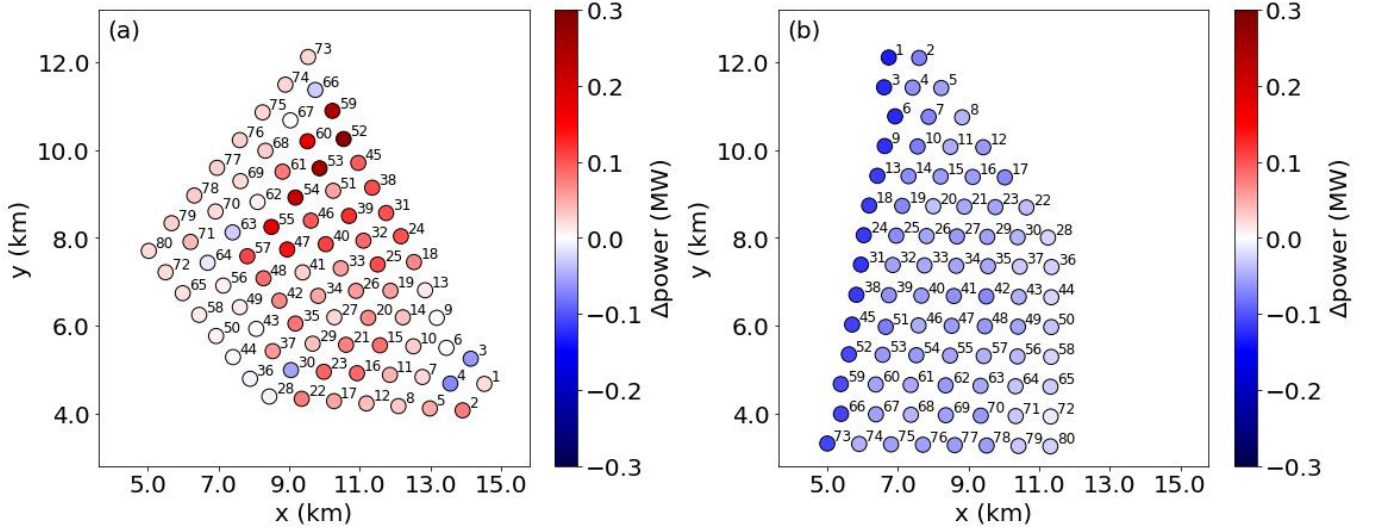 (a)
12.0
10.0
8.0
6.0
4.0
y (km)
73
74 66
75 67 59
76 68 60 52
77 69 61 53 45
78 70 62 54 51 38
79 71 63 55 46 39 31
80 72 64 57 47 40 32 24
65 56 48 41 33 25 18
58 49 42 34 26 19 13
50 43 35 27 20 14 9
44 37 29 21 15 10 6
36 30 23 16 11 7 3
28 22 17 12 8 5 4 2 1
5.0 7.0 9.0 11.0 13.0 15.0
x (km)
0.3
0.2
0.1
0.0
−0.1
−0.2
−0.3
Δpower (MW)
(b)
12.0
10.0
8.0
6.0
4.0
y (km)
1 2
3 4 5
6 7 8
9 10 11 12
13 14 15 16 17
18 19 20 21 23 22
24 25 26 27 29 30 28
31 32 33 34 35 37 36
38 39 40 41 42 43 44
45 51 46 47 48 49 50
52 53 54 55 57 56 58
59 60 61 62 63 64 65
66 67 68 69 70 71 72
73 74 75 76 77 78 79 80
5.0 7.0 9.0 11.0 13.0 15.0
x (km)
0.3
0.2
0.1
0.0
−0.1
−0.2
−0.3
Δpower (MW)